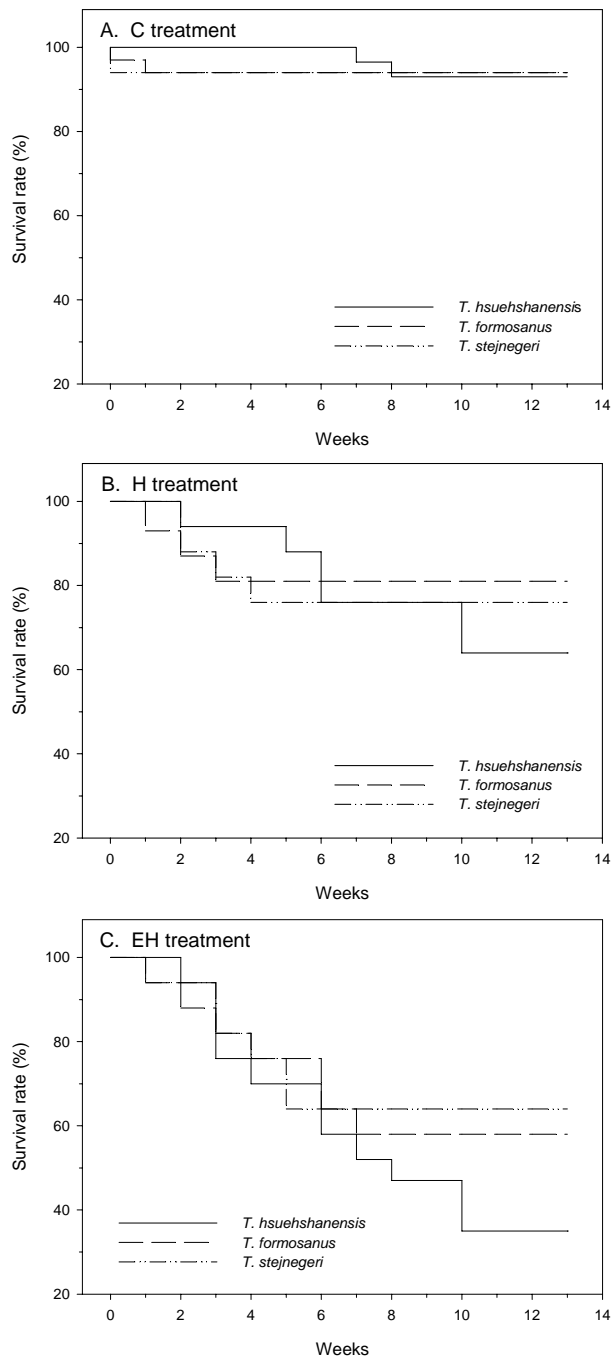 A. C treatment
100
80
60
40
20
Survival rate (%)
T. hsuehshanensis
T. formosanus
T. stejnegeri
0 2 4 6 8 10 12 14
Weeks
B. H treatment
100
80
60
40
20
Survival rate (%)
T. hsuehshanensis
T. formosanus
T. stejnegeri
0 2 4 6 8 10 12 14
Weeks
C. EH treatment
100
80
60
40
20
Survival rate (%)
T. hsuehshanensis
T. formosanus
T. stejnegeri
0 2 4 6 8 10 12 14
Weeks